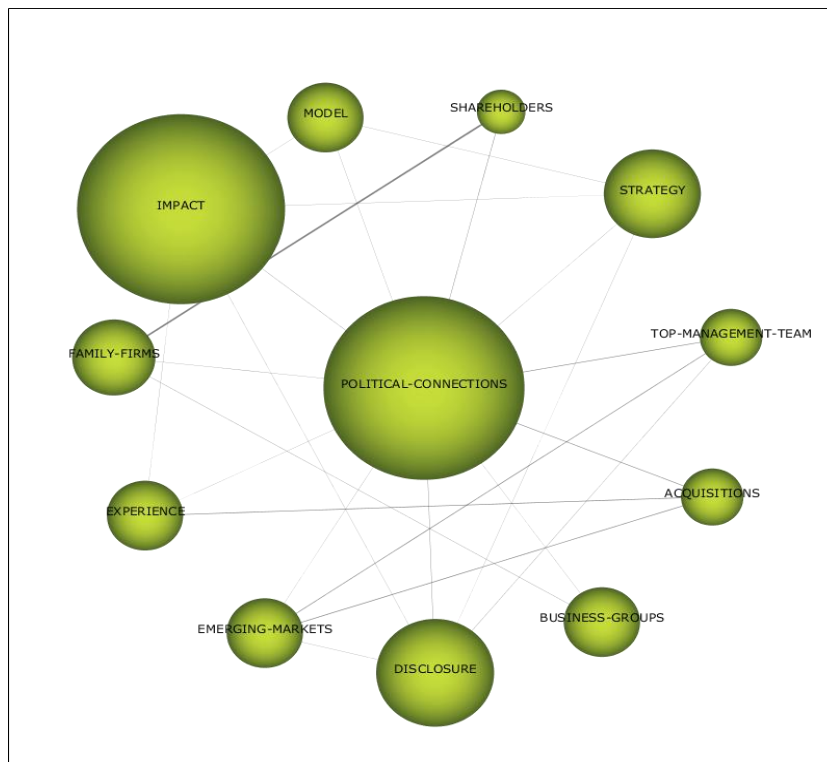 SHAREHOLDERS
MODEL
STRATEGY
IMPACT
TOP-MANAGEMENT-TEAM
FAMILY-FIRMS
POLITICAL-CONNECTIONS
ACQUISITIONS
EXPERIENCE
BUSINESS-GROUPS
EMERGING-MARKETS
DISCLOSURE